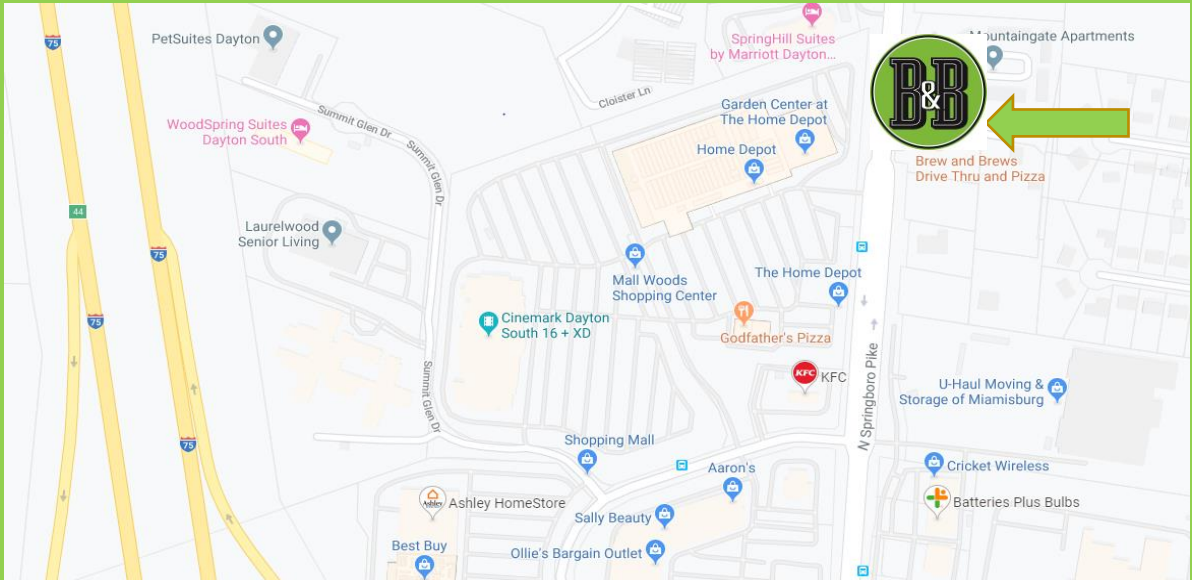 75
PetSuites Dayton
SpringHill Suites
by Marriott Dayton...
Mountaingate Apartments
B&B
Cloister Ln
Garden Center at
The Home Depot
Summit Glen Dr
WoodSpring Suites
Dayton South
Summit Glen Dr
Home Depot
Brew and Brews
Drive Thru and Pizza
44
Laurelwood
Senior Living
75
Mall Woods
Shopping Center
The Home Depot
75
Cinemark Dayton
South 16 + XD
Godfather's Pizza
KFC
KFC
N Springboro Pike
U-Haul Moving &
Storage of Miamisburg
Summit Glen Dr
75
Shopping Mall
Aaron's
Cricket Wireless
Ashley
Ashley HomeStore
Batteries Plus Bulbs
Sally Beauty
Best Buy
Ollie's Bargain Outlet